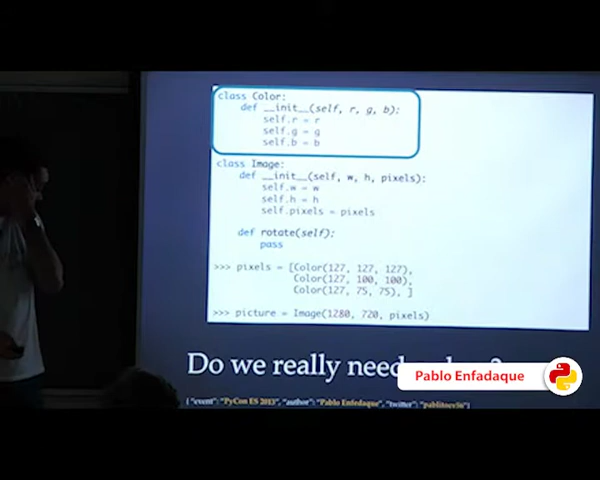 class Color:
def __init__(self, r, g, b):
self.r = r
self.g = g
self.b = b
class Image:
def __init__(self, w, h, pixels):
self.w = w
self.h = h
self.pixels = pixels
def rotate(self):
pass
>>> pixels = [Color(127, 127, 127),
Color(127, 100, 100),
Color(127, 75, 75), ]
>>> picture = Image(1280, 720, pixels)
Do we really need
Pablo Enfadaque
{ "event": "PyCon ES 2013", "author": "Pablo Enfedaque", "twitter":